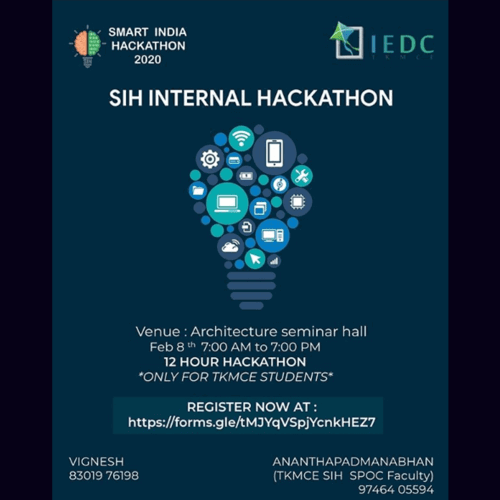 SMART INDIA
HACKATHON
2020
IEDC
TKMCE
SIH INTERNAL HACKATHON
Venue : Architecture seminar hall
Feb 8 th 7:00 AM to 7:00 PM
12 HOUR HACKATHON
*ONLY FOR TKMCE STUDENTS*
REGISTER NOW AT :
https://forms.gle/tMJYqVSpjYcnkHEZ7
VIGNESH
83019 76198
ANANTHAPADMANABHAN
(TKMCE SIH SPOC Faculty)
97446 05594